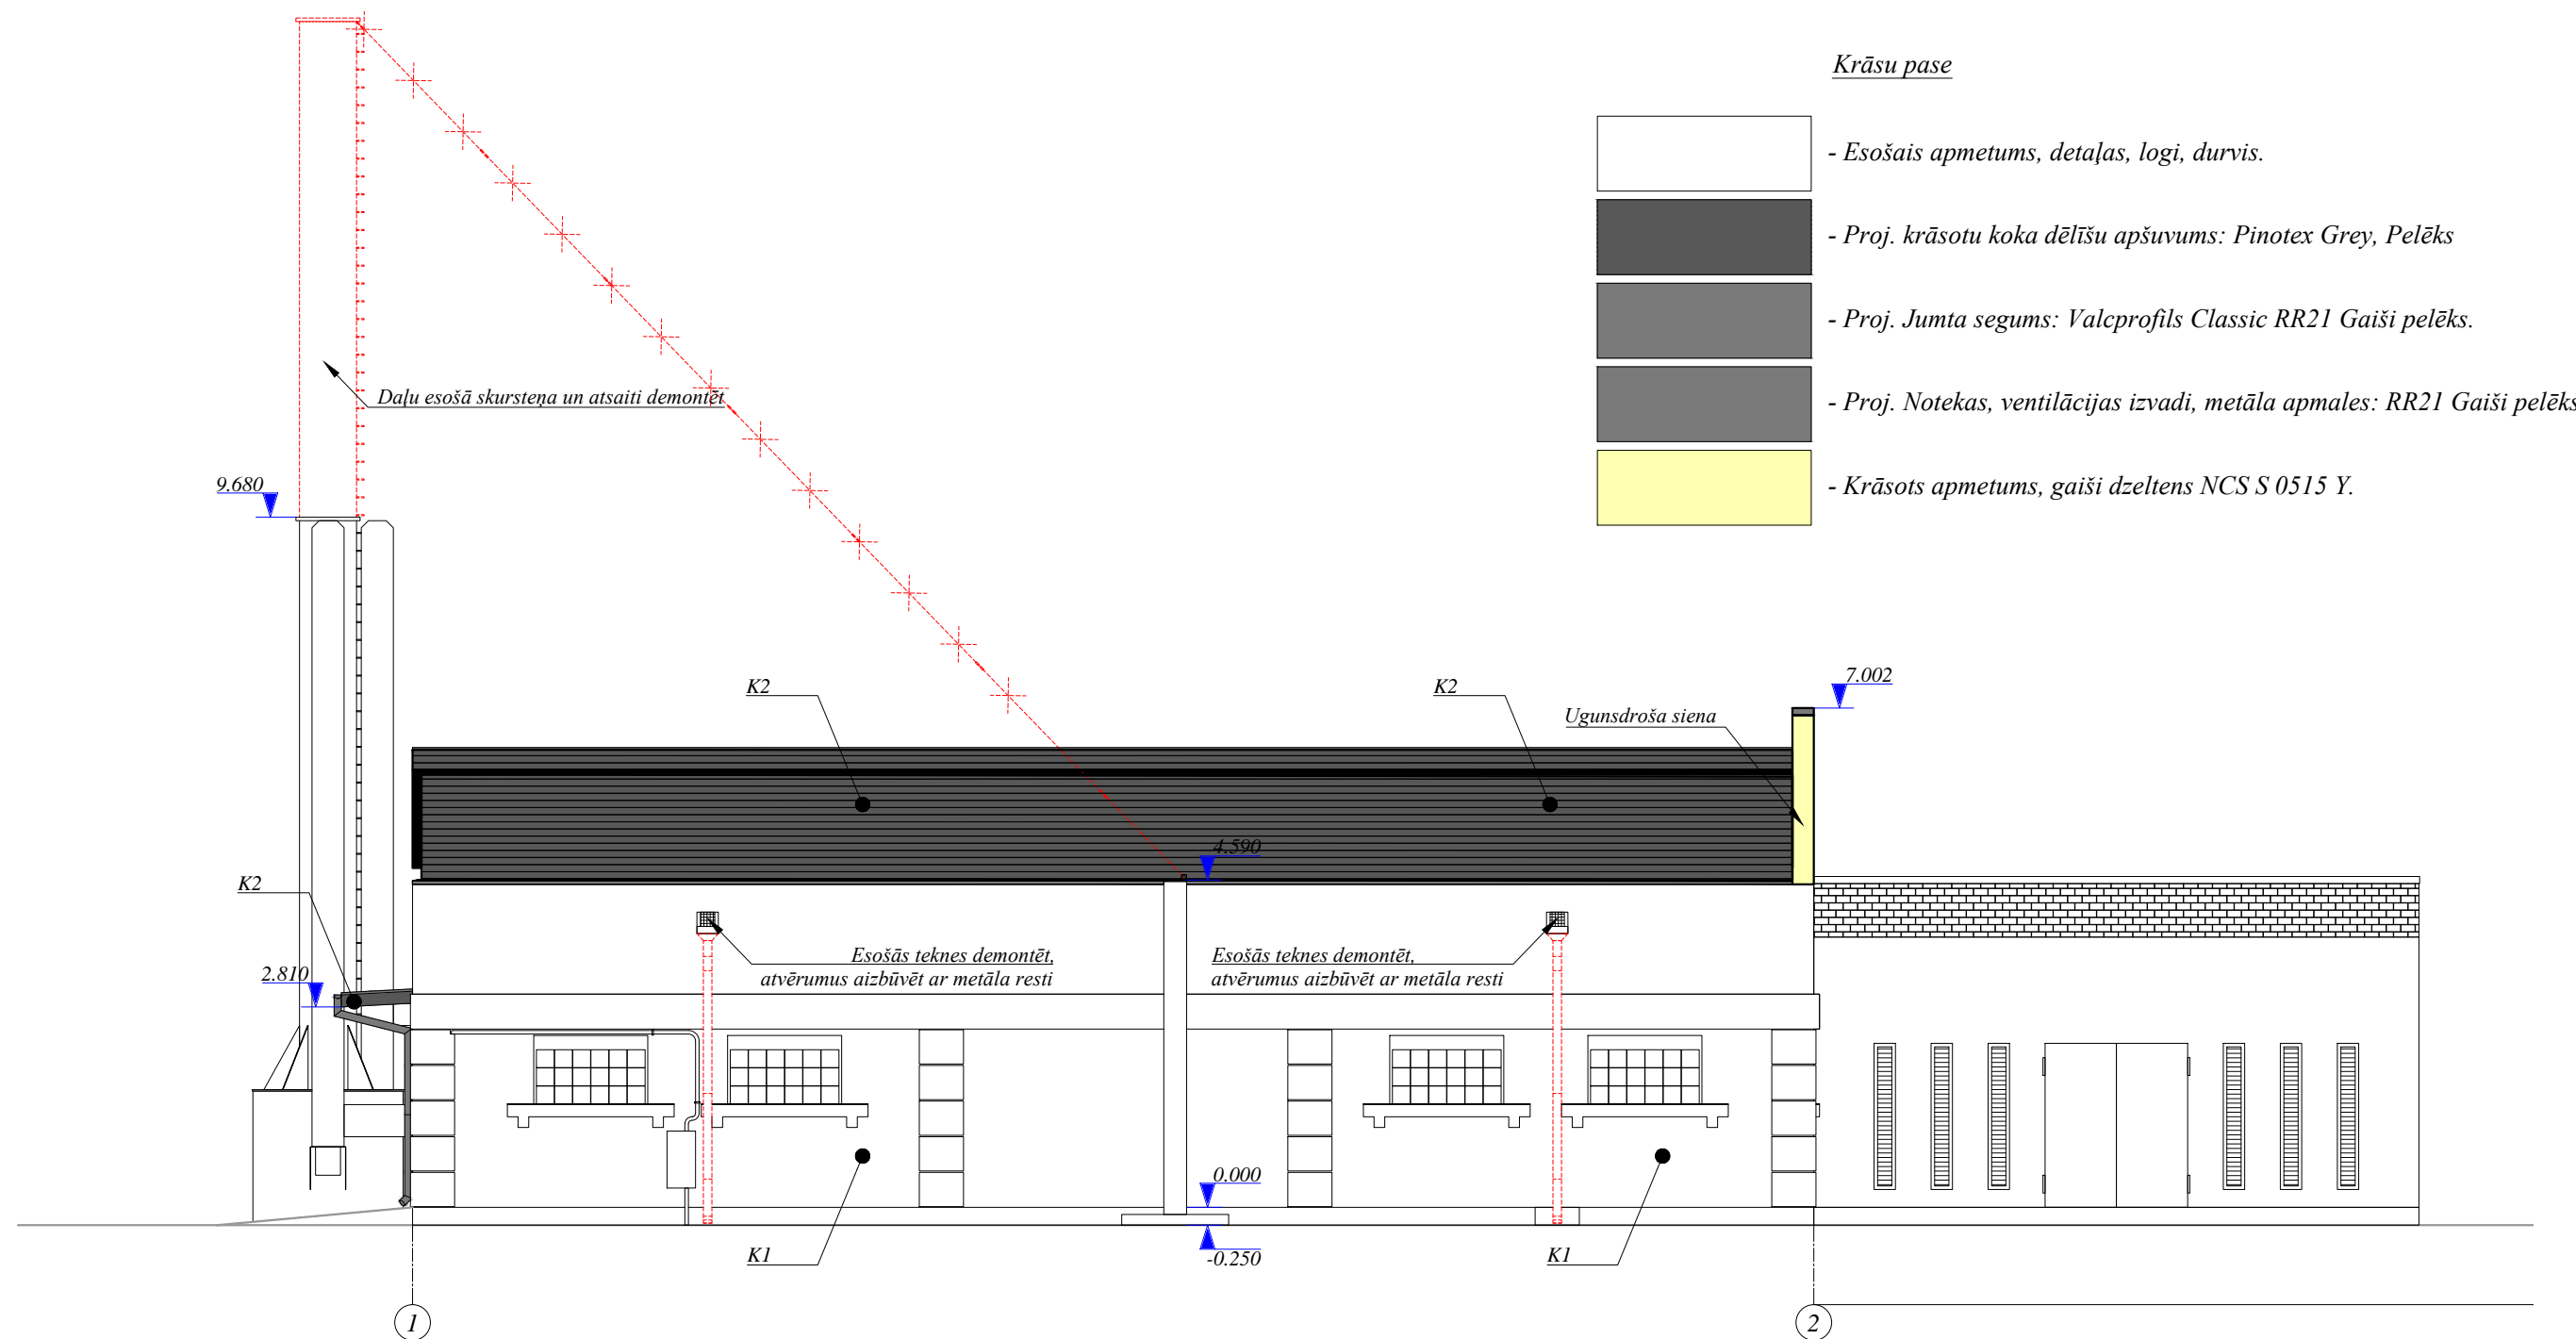 Krāsu pase
- Esošais apmetums, detaļas, logi, durvis.
- Proj. krāsotu koka dēlīšu apšuvums: Pinotex Grey, Pelēks
- Proj. Jumta segums: Valcprofils Classic RR21 Gaiši pelēks.
- Proj. Notekas, ventilācijas izvadi, metāla apmales: RR21 Gaiši pelēks
- Krāsots apmetums, gaiši dzeltens NCS S 0515 Y.
Daļu esošā skursteņa un atsaiti demontēt
9.680
K2
K2
7.002
Ugunsdroša siena
4.590
K2
2.810
Esošās teknes demontēt,
atvērumus aizbūvēt ar metāla resti
Esošās teknes demontēt,
atvērumus aizbūvēt ar metāla resti
0.000
-0.250
K1
K1
1
2